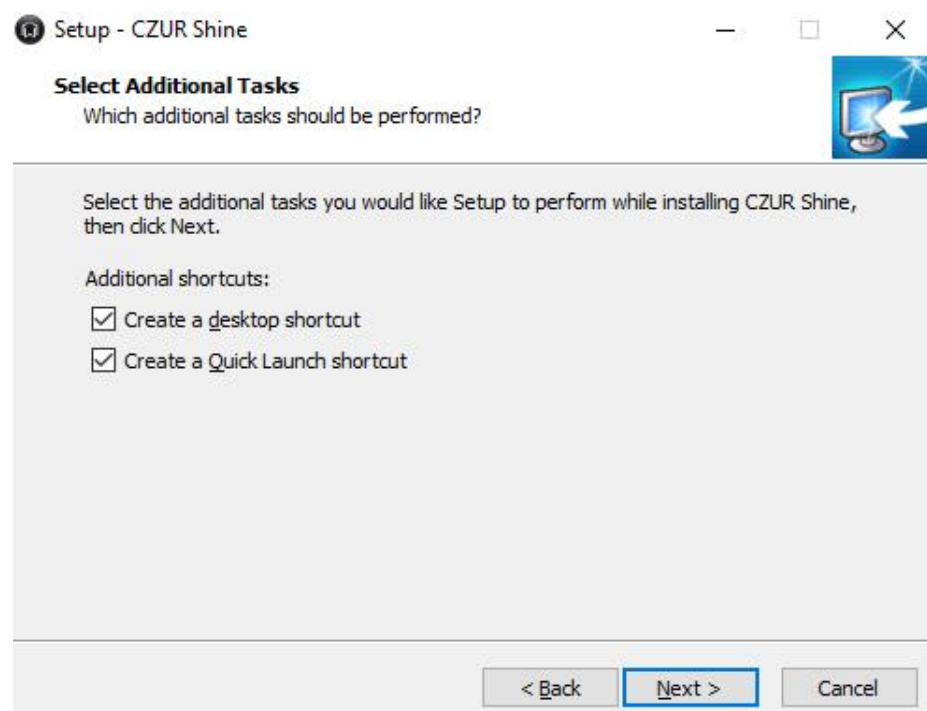 Setup - CZUR Shine
Select Additional Tasks
Which additional tasks should be performed?
Select the additional tasks you would like Setup to perform while installing CZUR Shine,
then click Next.
Additional shortcuts:
Create a desktop shortcut
Create a Quick Launch shortcut
< Back
Next >
Cancel